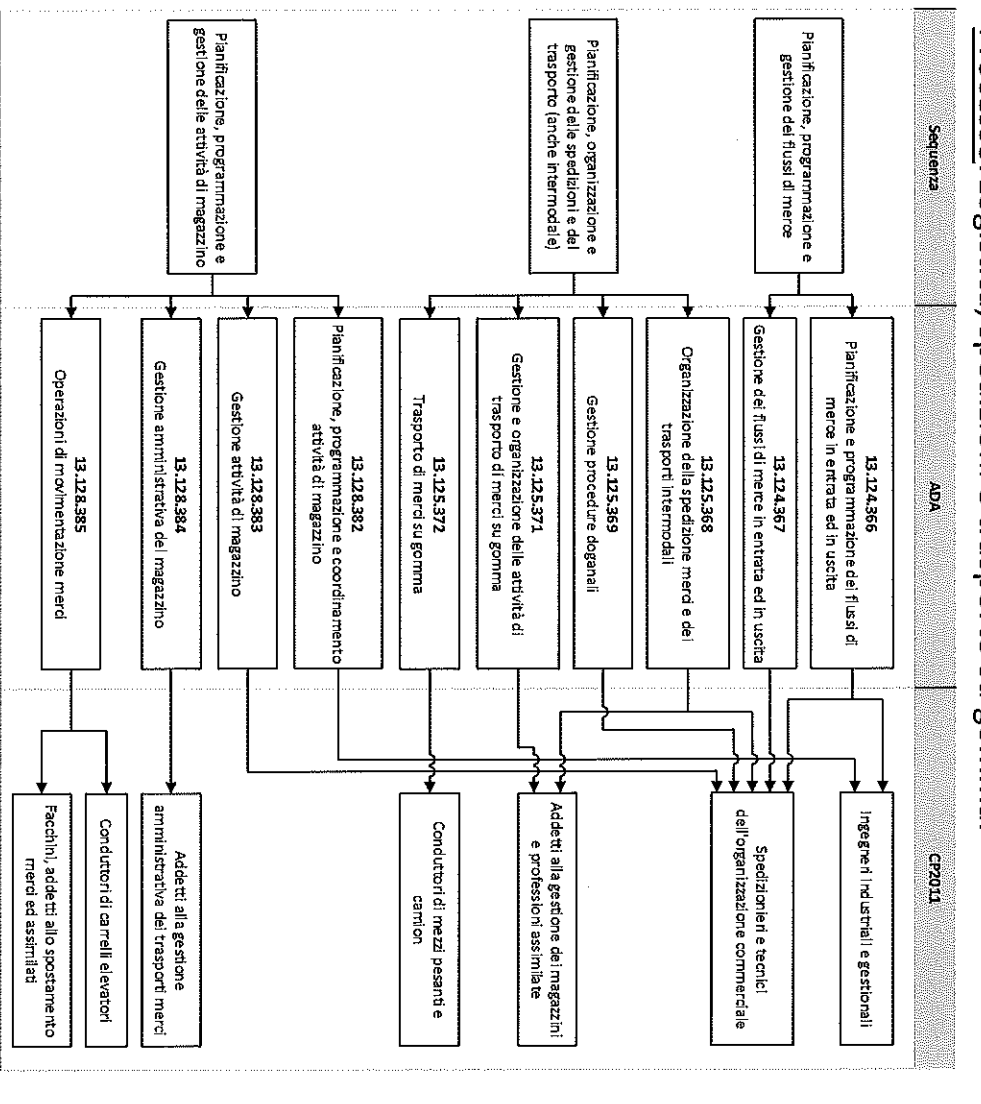 Sequenza
ADA
CP2011
Pianificazione, programmazione e
gestione dei flussi di merce
Pianificazione, organizzazione e
gestione delle spedizioni e del
trasporto (anche intermodale)
Pianificazione, programmazione e
gestione delle attività di magazzino
13.124.366
Pianificazione e programmazione dei flussi di
merce in entrata ed in uscita
13.124.367
Gestione dei flussi di merce in entrata ed in uscita
13.125.368
Organizzazione della spedizione merci e dei
trasporti intermodali
13.125.369
Gestione procedure doganali
13.125.371
Gestione e organizzazione delle attività di
trasporto di merci su gomma
13.125.372
Trasporto di merci su gomma
13.128.382
Pianificazione, programmazione e coordinamento
attività di magazzino
13.128.383
Gestione attività di magazzino
13.128.384
Gestione amministrativa del magazzino
13.128.385
Operazioni di movimentazione merci
Ingegneri industriali e gestionali
Spedizionieri e tecnici
dell'organizzazione commerciale
Addetti alla gestione dei magazzini
e professioni assimilate
Conduttori di mezzi pesanti e
camion
Addetti alla gestione
amministrativa dei trasporti merci
Conduttori di carrelli elevatori
Facchini, addetti allo spostamento
merci ed assimilati